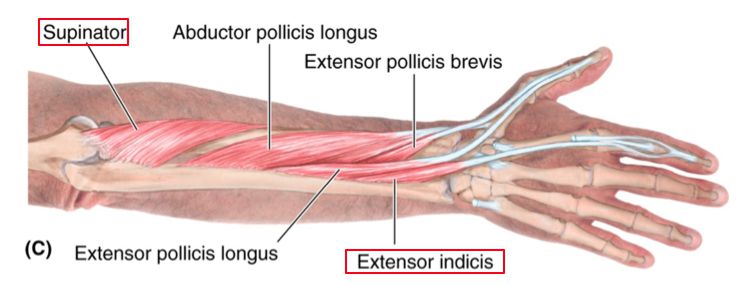 Supinator
Abductor pollicis longus
Extensor pollicis brevis
(C)
Extensor pollicis longus
Extensor indicis